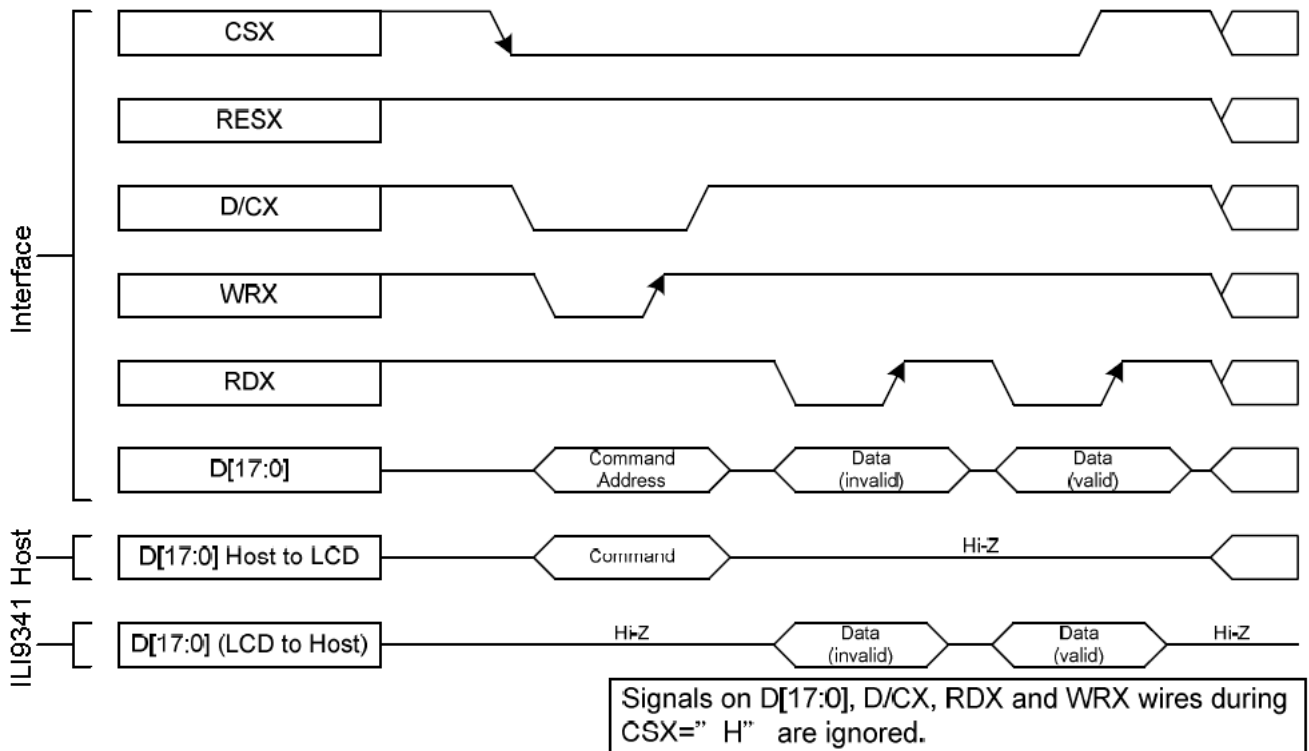 Interface
CSX
RESX
D/CX
WRX
RDX
D[17:0]
Command
Address
Data
(invalid)
Data
(valid)
Host
D[17:0] Host to LCD
Command
Hi-Z
ILI9341
D[17:0] (LCD to Host)
Hi-Z
Data
(invalid)
Data
(valid)
Hi-Z
Signals on D[17:0], D/CX, RDX and WRX wires during
CSX=” H” are ignored.